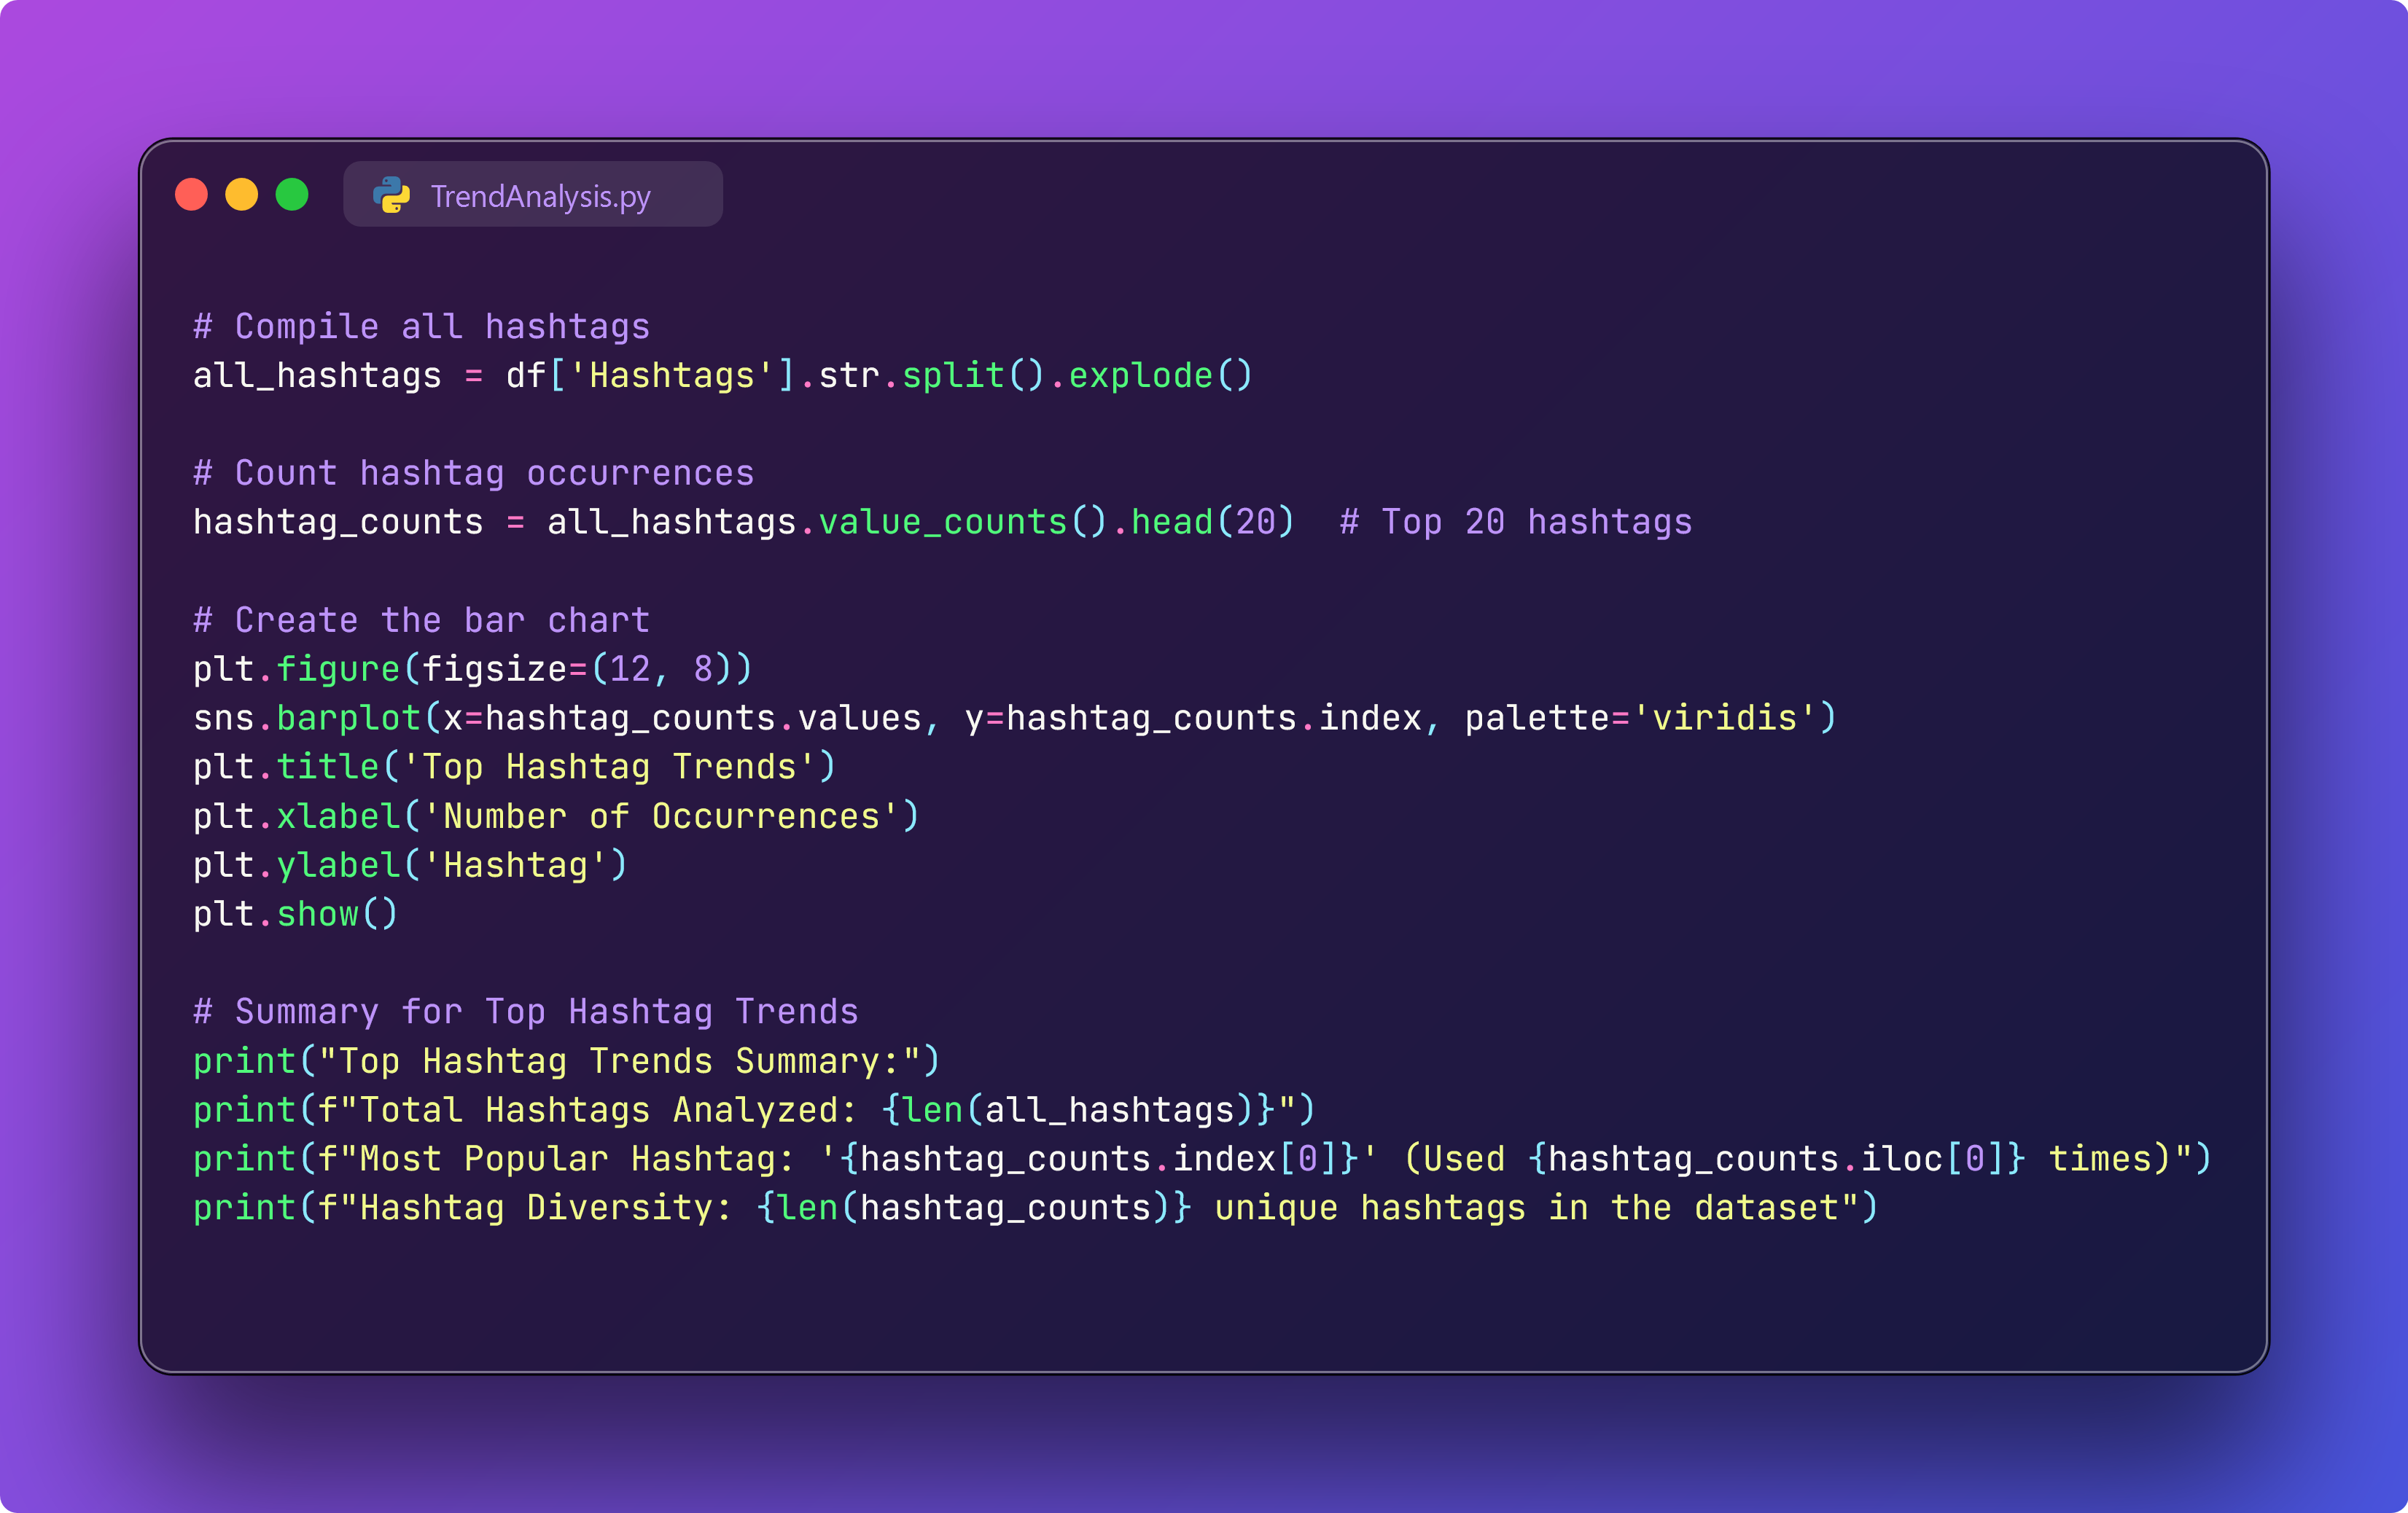 TrendAnalysis.py
# Compile all hashtags
all_hashtags = df['Hashtags'].str.split().explode()
# Count hashtag occurrences
hashtag_counts = all_hashtags.value_counts().head(20)  # Top 20 hashtags
# Create the bar chart
plt.figure(figsize=(12, 8))
sns.barplot(x=hashtag_counts.values, y=hashtag_counts.index, palette='viridis')
plt.title('Top Hashtag Trends')
plt.xlabel('Number of Occurrences')
plt.ylabel('Hashtag')
plt.show()
# Summary for Top Hashtag Trends
print("Top Hashtag Trends Summary:")
print(f"Total Hashtags Analyzed: {len(all_hashtags)}")
print(f"Most Popular Hashtag: '{hashtag_counts.index[0]}' (Used {hashtag_counts.iloc[0]} times)")
print(f"Hashtag Diversity: {len(hashtag_counts)} unique hashtags in the dataset")